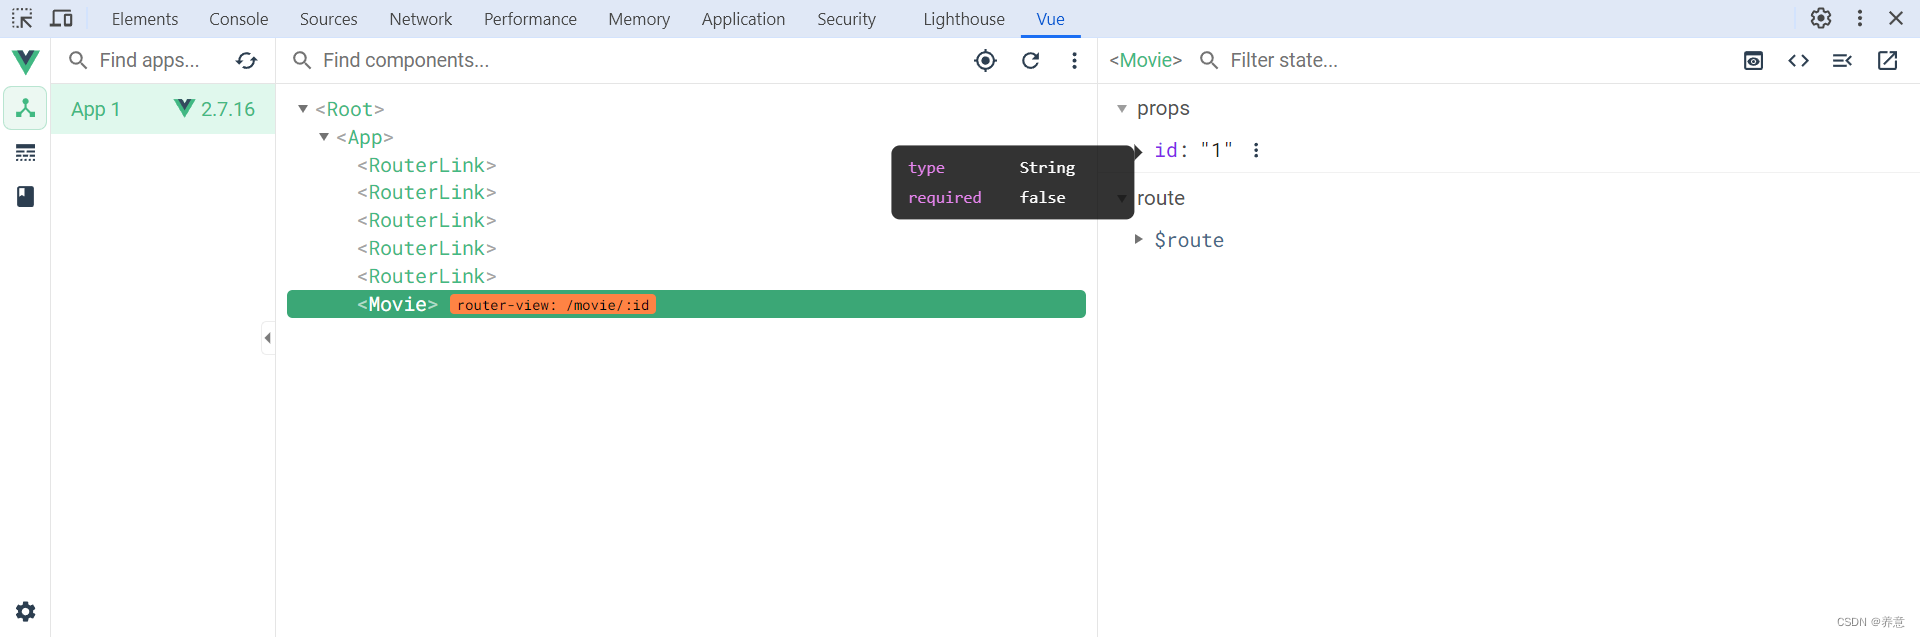 Elements Console Sources Network Performance Memory Application Security Lighthouse Vue
Find apps...
Find components...
<Movie> Filter state...
App 1 2.7.16
<Root>
<App>
<RouterLink>
<RouterLink>
<RouterLink>
<RouterLink>
<RouterLink>
<Movie> router-view: /movie/:id
type String
required false
props
id: "1"
route
$route
CSDN @养意